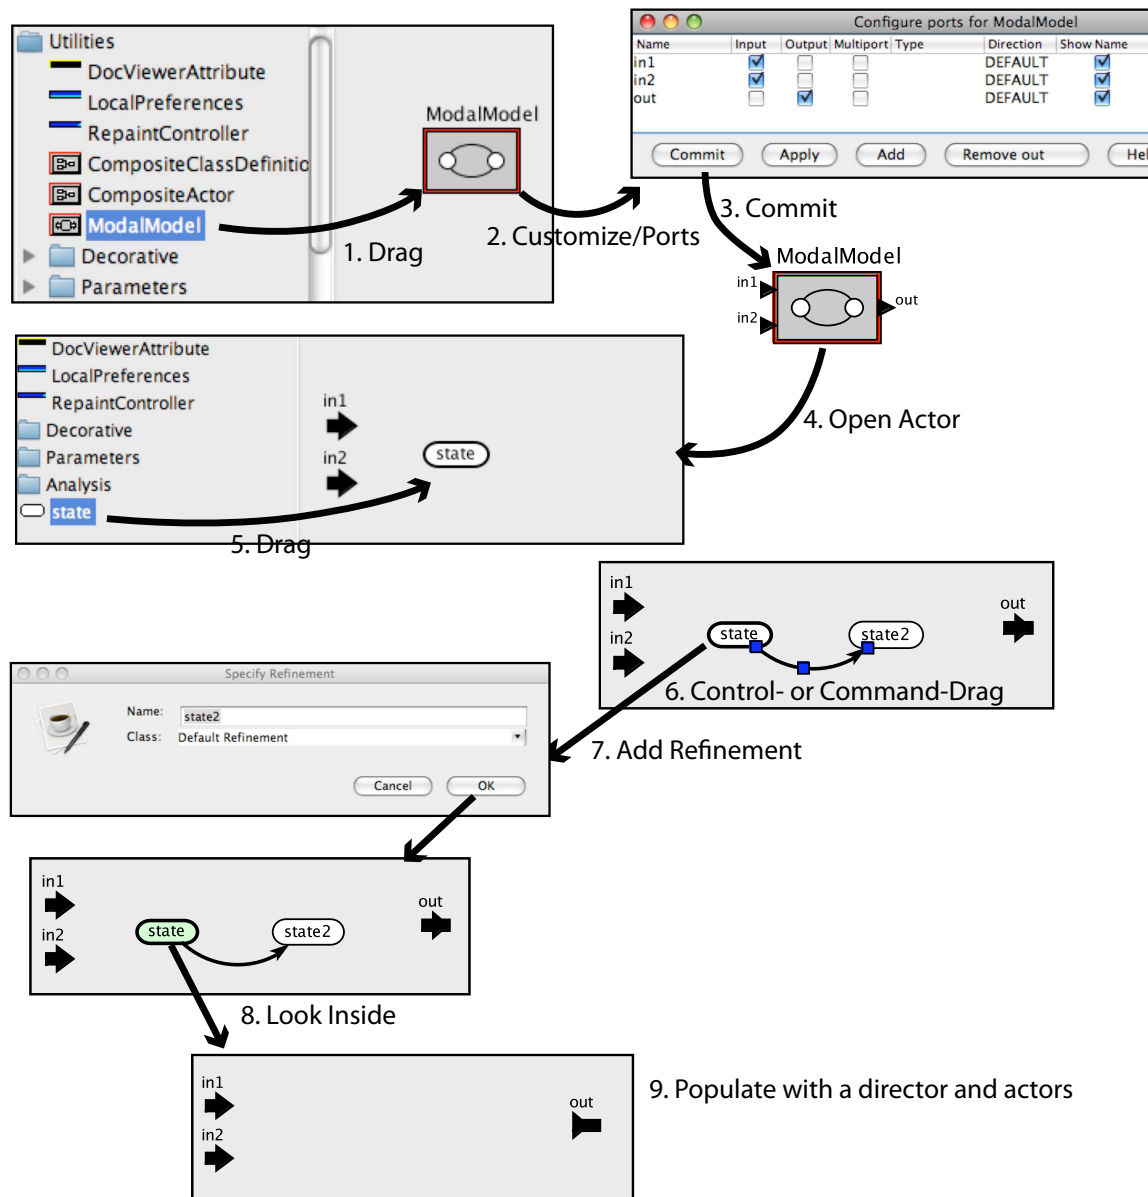 Utilities
DocViewerAttribute
LocalPreferences
RepaintController
CompositeClassDefinitio
CompositeActor
ModalModel
Decorative
Parameters
ModalModel
1. Drag
2. Customize/Ports
Configure ports for ModalModel
Name Input Output Multiport Type Direction Show Name
in1 DEFAULT
in2 DEFAULT
out DEFAULT
Commit Apply Add Remove out Hel
3. Commit
ModalModel
in1
in2
out
4. Open Actor
DocViewerAttribute
LocalPreferences
RepaintController
Decorative
Parameters
Analysis
state
in1
in2
state
5. Drag
in1
in2
state
state2
out
6. Control- or Command-Drag
7. Add Refinement
Specify Refinement
Name: state2
Class: Default Refinement
Cancel OK
in1
in2
state
state2
out
8. Look Inside
in1
in2
out
9. Populate with a director and actors